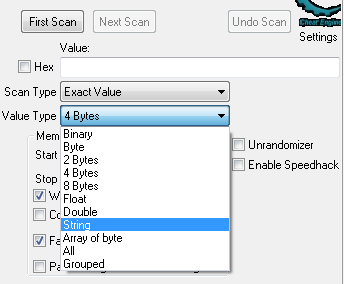 First Scan Next Scan Undo Scan
Cheat Engine
Settings
Value:
Hex
Scan Type Exact Value
Value Type 4 Bytes
Binary
Mem
Byte
Unrandomizer
2 Bytes
Start
4 Bytes
Enable Speedhack
8 Bytes
Stop
Float
W
Double
Co
String
Array of byte
Fa
All
Grouped
Pa